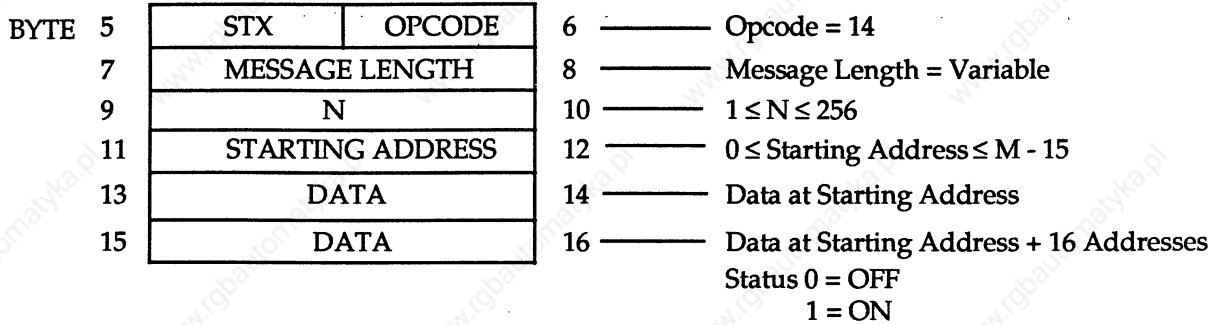 BYTE 5 STX OPCODE 6 Opcode = 14
7 MESSAGE LENGTH 8 Message Length = Variable
9 N 10 1 ≤ N ≤ 256
11 STARTING ADDRESS 12 0 ≤ Starting Address ≤ M - 15
13 DATA 14 Data at Starting Address
15 DATA 16 Data at Starting Address + 16 Addresses
Status 0 = OFF
1 = ON